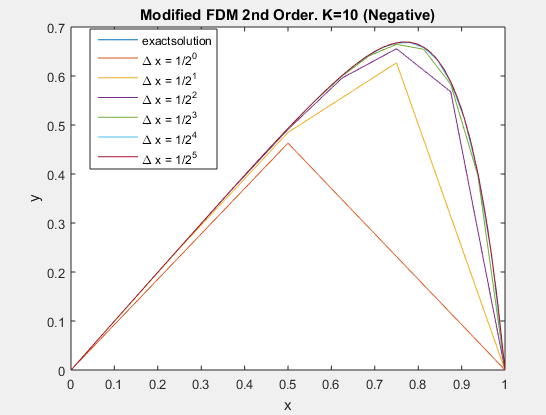 Modified FDM 2nd Order. K=10 (Negative)
exactsolution
Δ x = 1/2^0
Δ x = 1/2^1
Δ x = 1/2^2
Δ x = 1/2^3
Δ x = 1/2^4
Δ x = 1/2^5
0.7
0.6
0.5
0.4
0.3
0.2
0.1
0
y
0 0.1 0.2 0.3 0.4 0.5 0.6 0.7 0.8 0.9 1
x